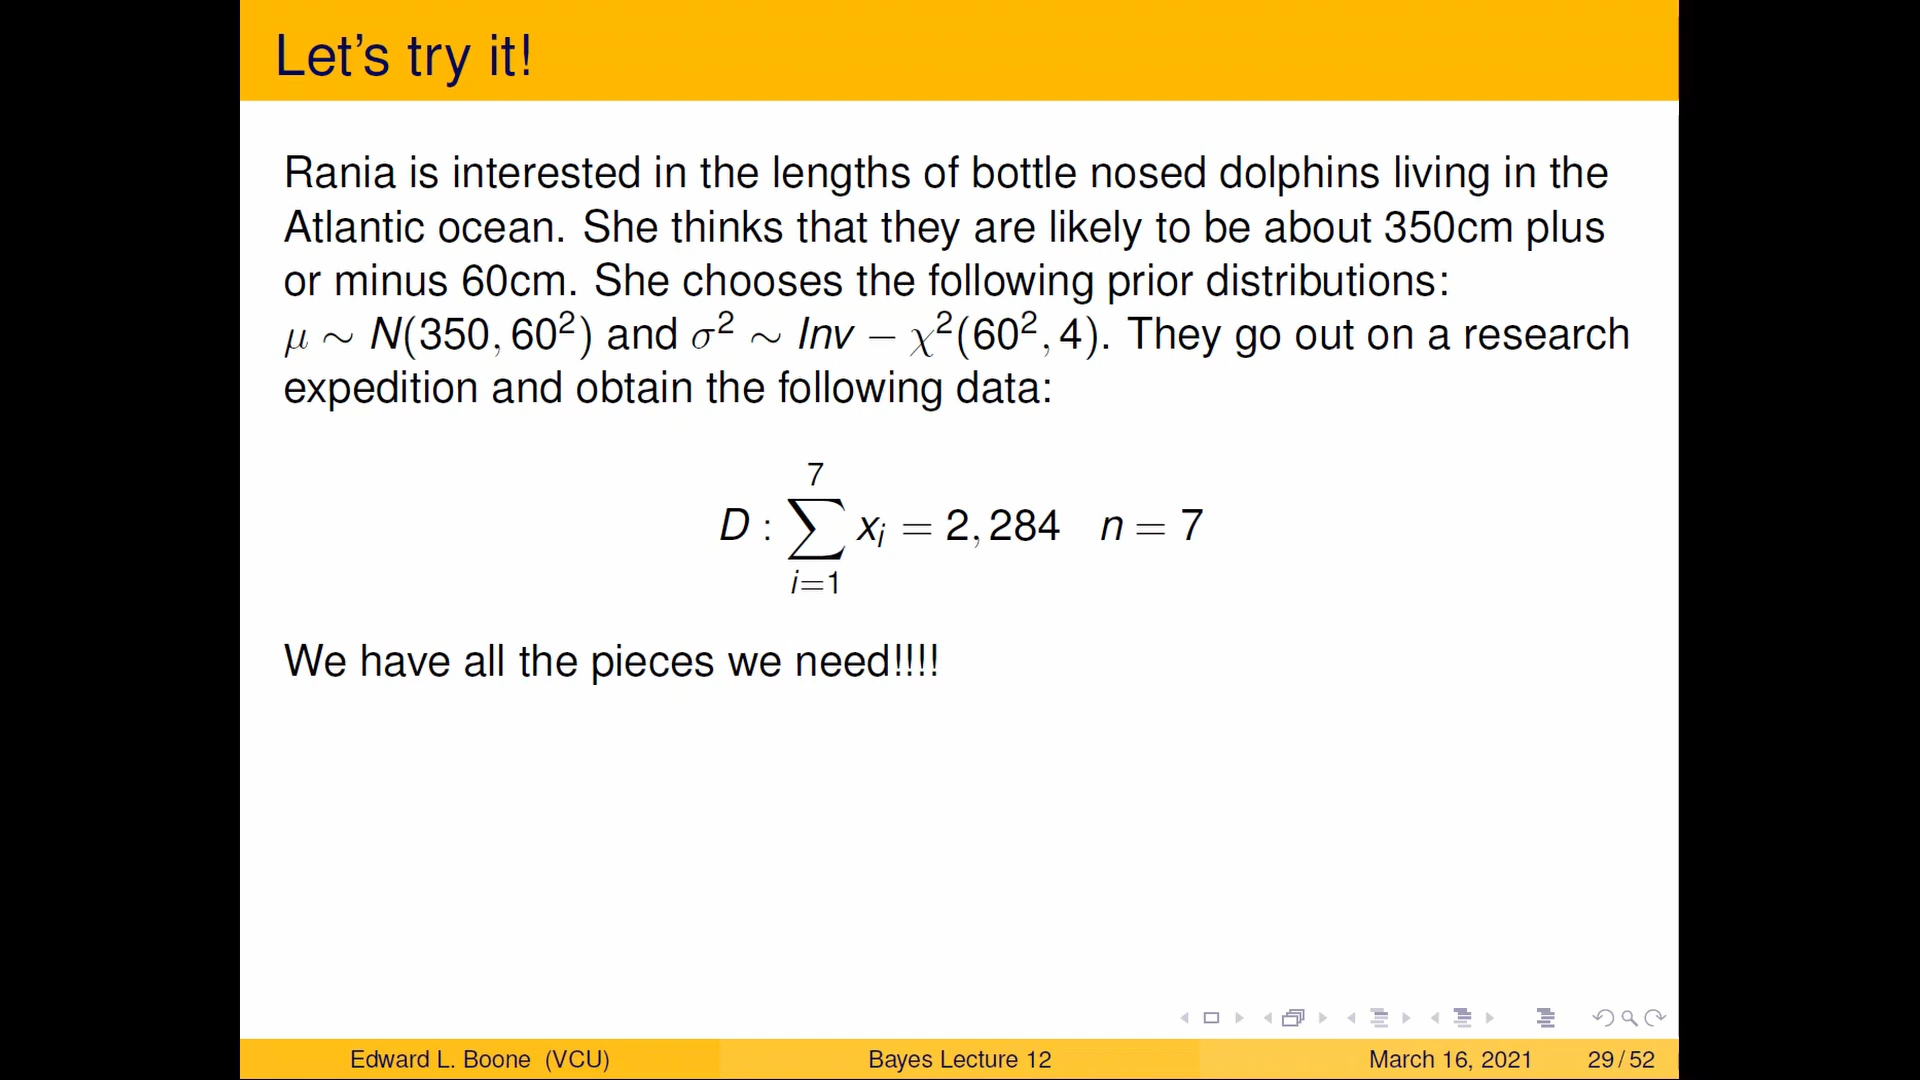 Let's try it!
Rania is interested in the lengths of bottle nosed dolphins living in the
Atlantic ocean. She thinks that they are likely to be about 350cm plus
or minus 60cm. She chooses the following prior distributions:
μ ∼ N(350, 60²) and σ² ∼ Inv − χ²(60², 4). They go out on a research
expedition and obtain the following data:
D : ∑_{i=1}^{7} x_i = 2, 284 n = 7
We have all the pieces we need!!!!
Edward L. Boone (VCU) Bayes Lecture 12 March 16, 2021 29 / 52